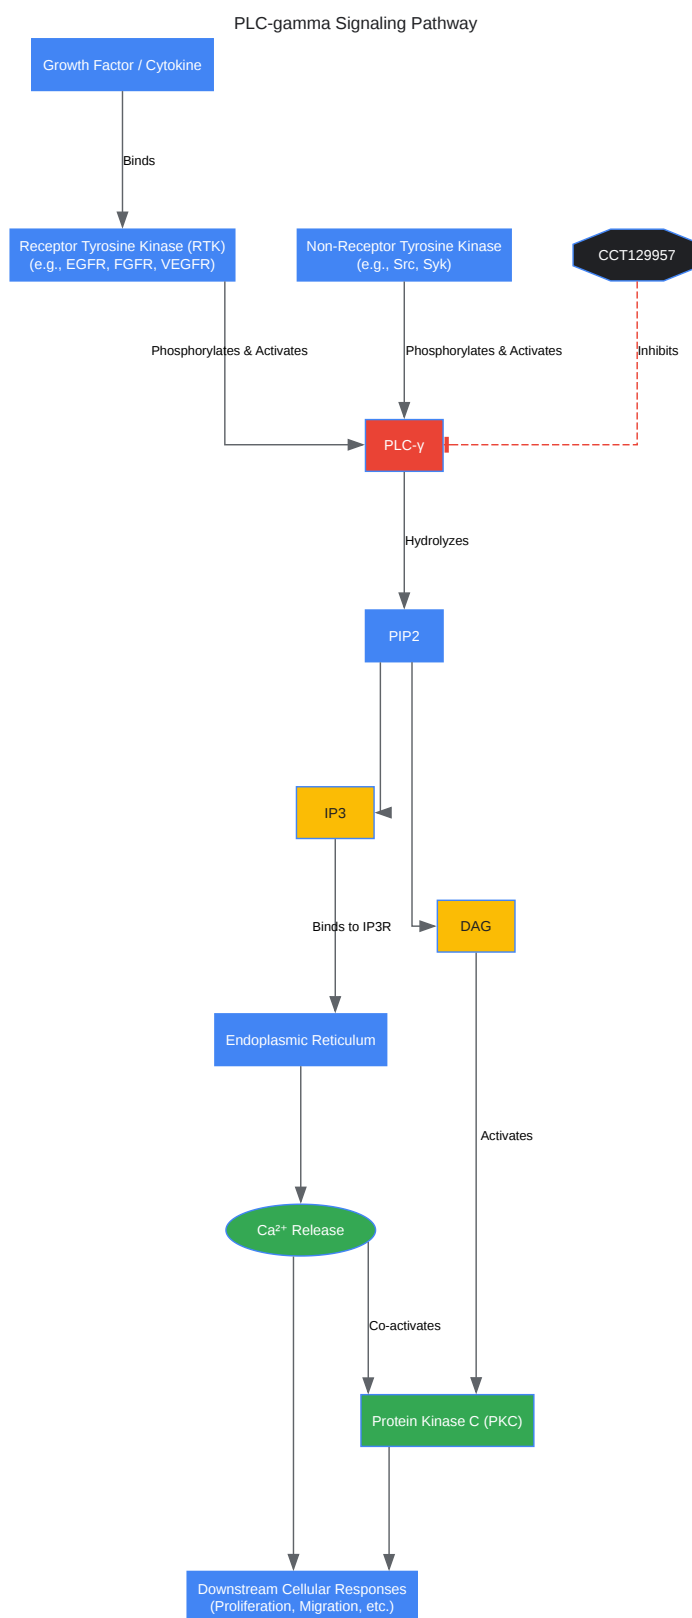 PLC-gamma Signaling Pathway
Growth Factor / Cytokine
Binds
Receptor Tyrosine Kinase (RTK)
(e.g., EGFR, FGFR, VEGFR)
Non-Receptor Tyrosine Kinase
(e.g., Src, Syk)
CCT129957
Phosphorylates & Activates
Phosphorylates & Activates
Inhibits
PLC-γ
Hydrolyzes
PIP2
IP3
Binds to IP3R
DAG
Endoplasmic Reticulum
Activates
Ca²⁺ Release
Co-activates
Protein Kinase C (PKC)
Downstream Cellular Responses
(Proliferation, Migration, etc.)